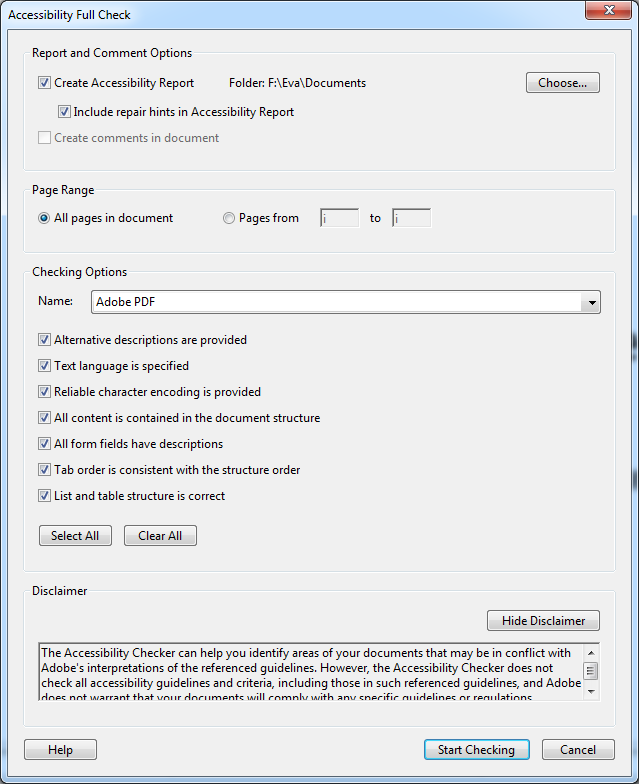 Accessibility Full Check
Report and Comment Options
Create Accessibility Report Folder: F:\Eva\Documents Choose...
Include repair hints in Accessibility Report
Create comments in document
Page Range
All pages in document Pages from i to i
Checking Options
Name: Adobe PDF
Alternative descriptions are provided
Text language is specified
Reliable character encoding is provided
All content is contained in the document structure
All form fields have descriptions
Tab order is consistent with the structure order
List and table structure is correct
Select All Clear All
Disclaimer
Hide Disclaimer
The Accessibility Checker can help you identify areas of your documents that may be in conflict with
Adobe's interpretations of the referenced guidelines. However, the Accessibility Checker does not
check all accessibility guidelines and criteria, including those in such referenced guidelines, and Adobe
does not warrant that your documents will comply with any specific guidelines or regulations.
Help Start Checking Cancel